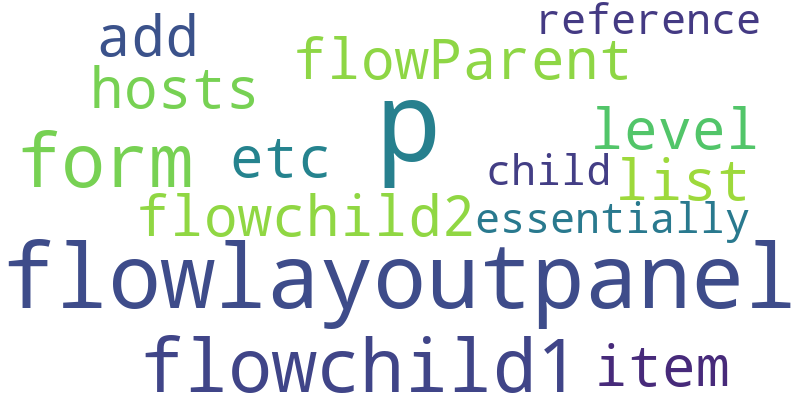 reference
add
flowParent
hosts
p
level
form
etc
child
list
flowchild2
essentially
flowlayoutpanel
flowchild1
item